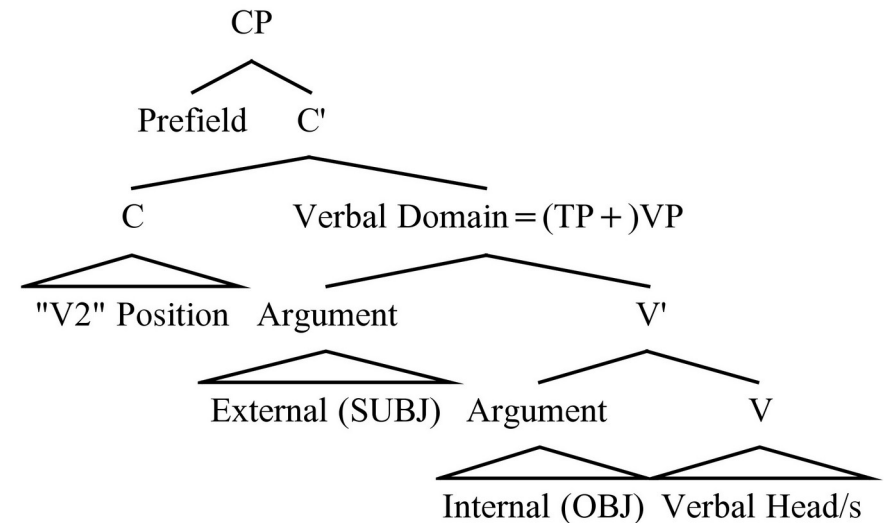 CP
Prefield C'
C Verbal Domain=(TP+)VP
"V2" Position Argument V'
External (SUBJ) Argument V
Internal (OBJ) Verbal Head/s